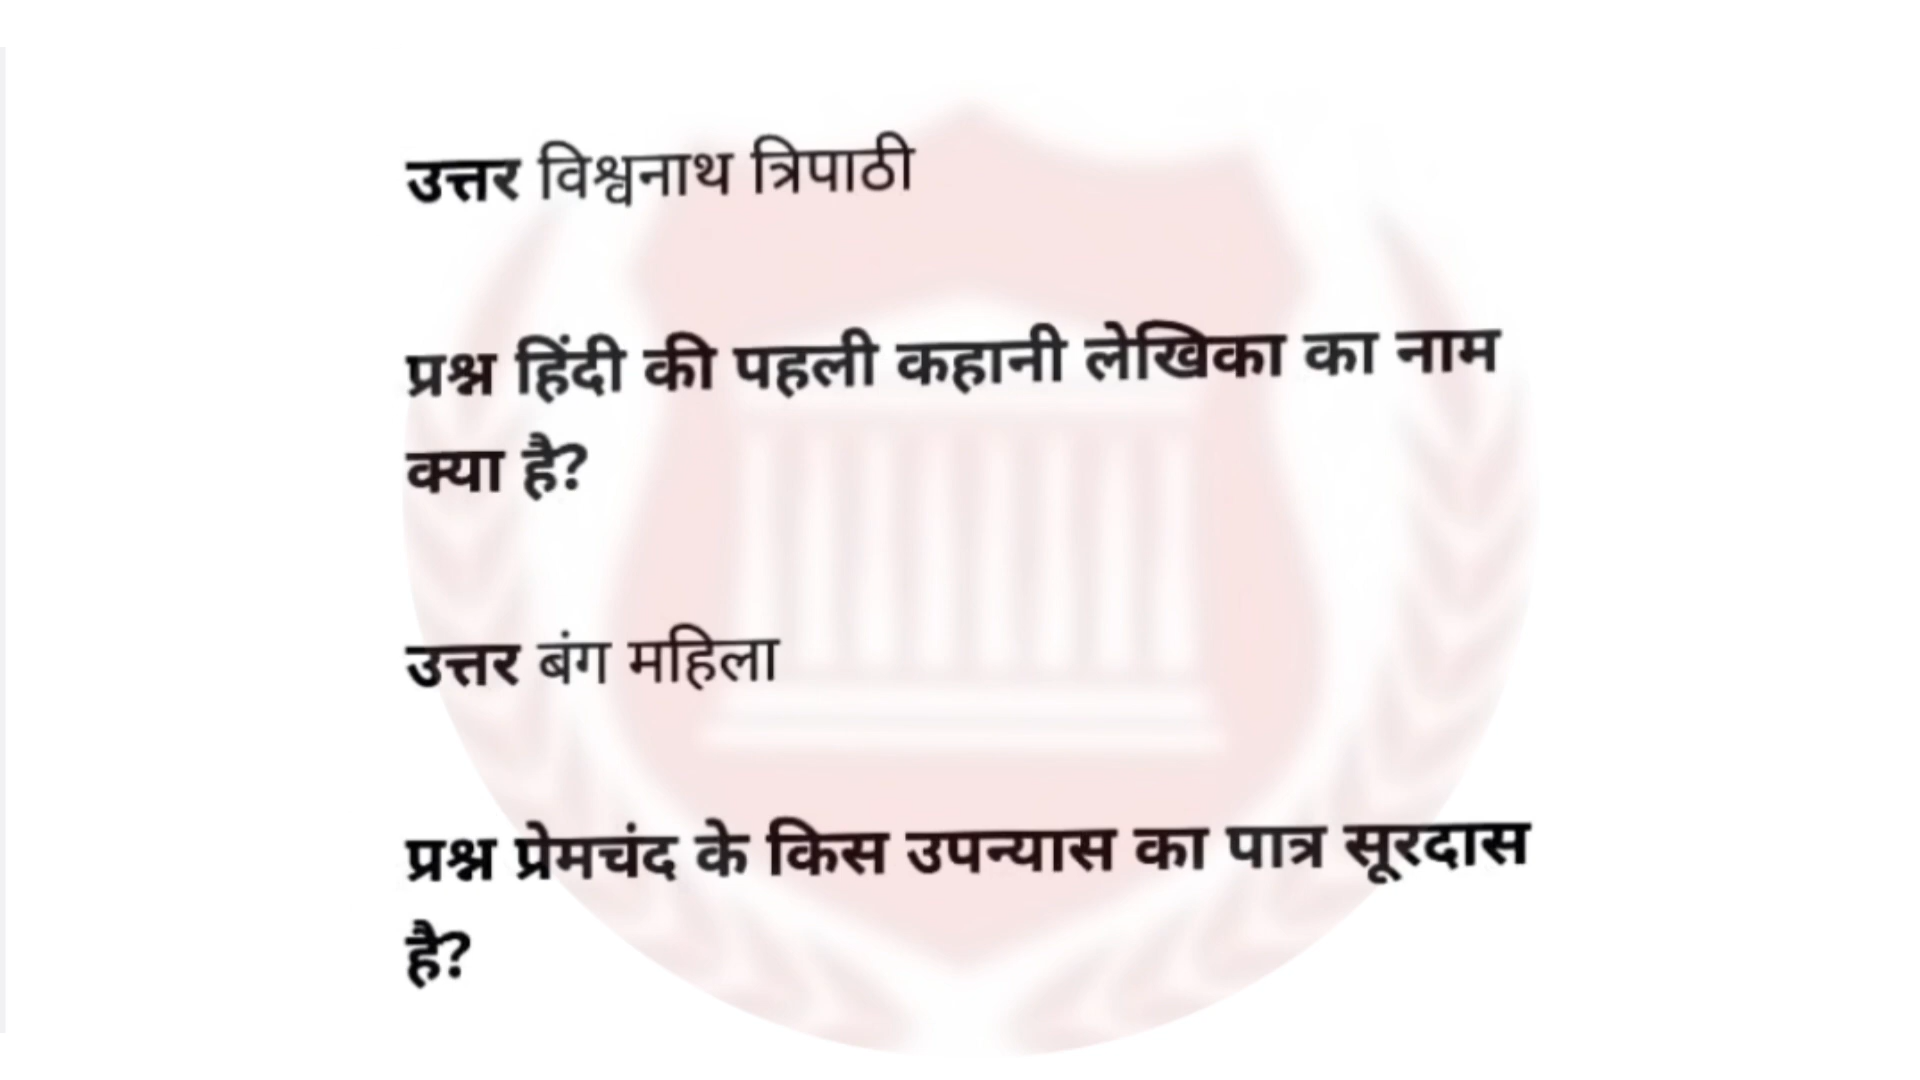 उत्तर विश्वनाथ त्रिपाठी
प्रश्न हिंदी की पहली कहानी लेखिका का नाम
क्या है?
उत्तर बंग महिला
प्रश्न प्रेमचंद के किस उपन्यास का पात्र सूरदास
है?